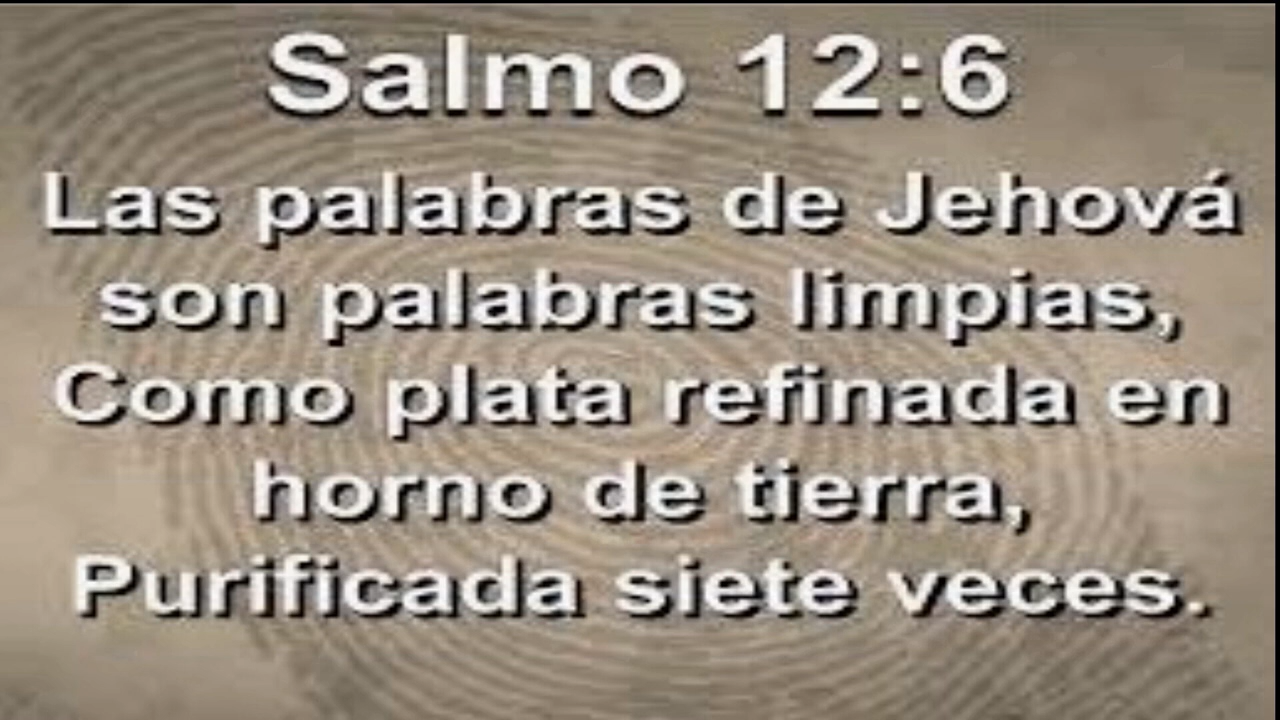 Salmo 12:6
Las palabras de Jehová
son palabras limpias,
Como plata refinada en
horno de tierra,
Purificada siete veces.